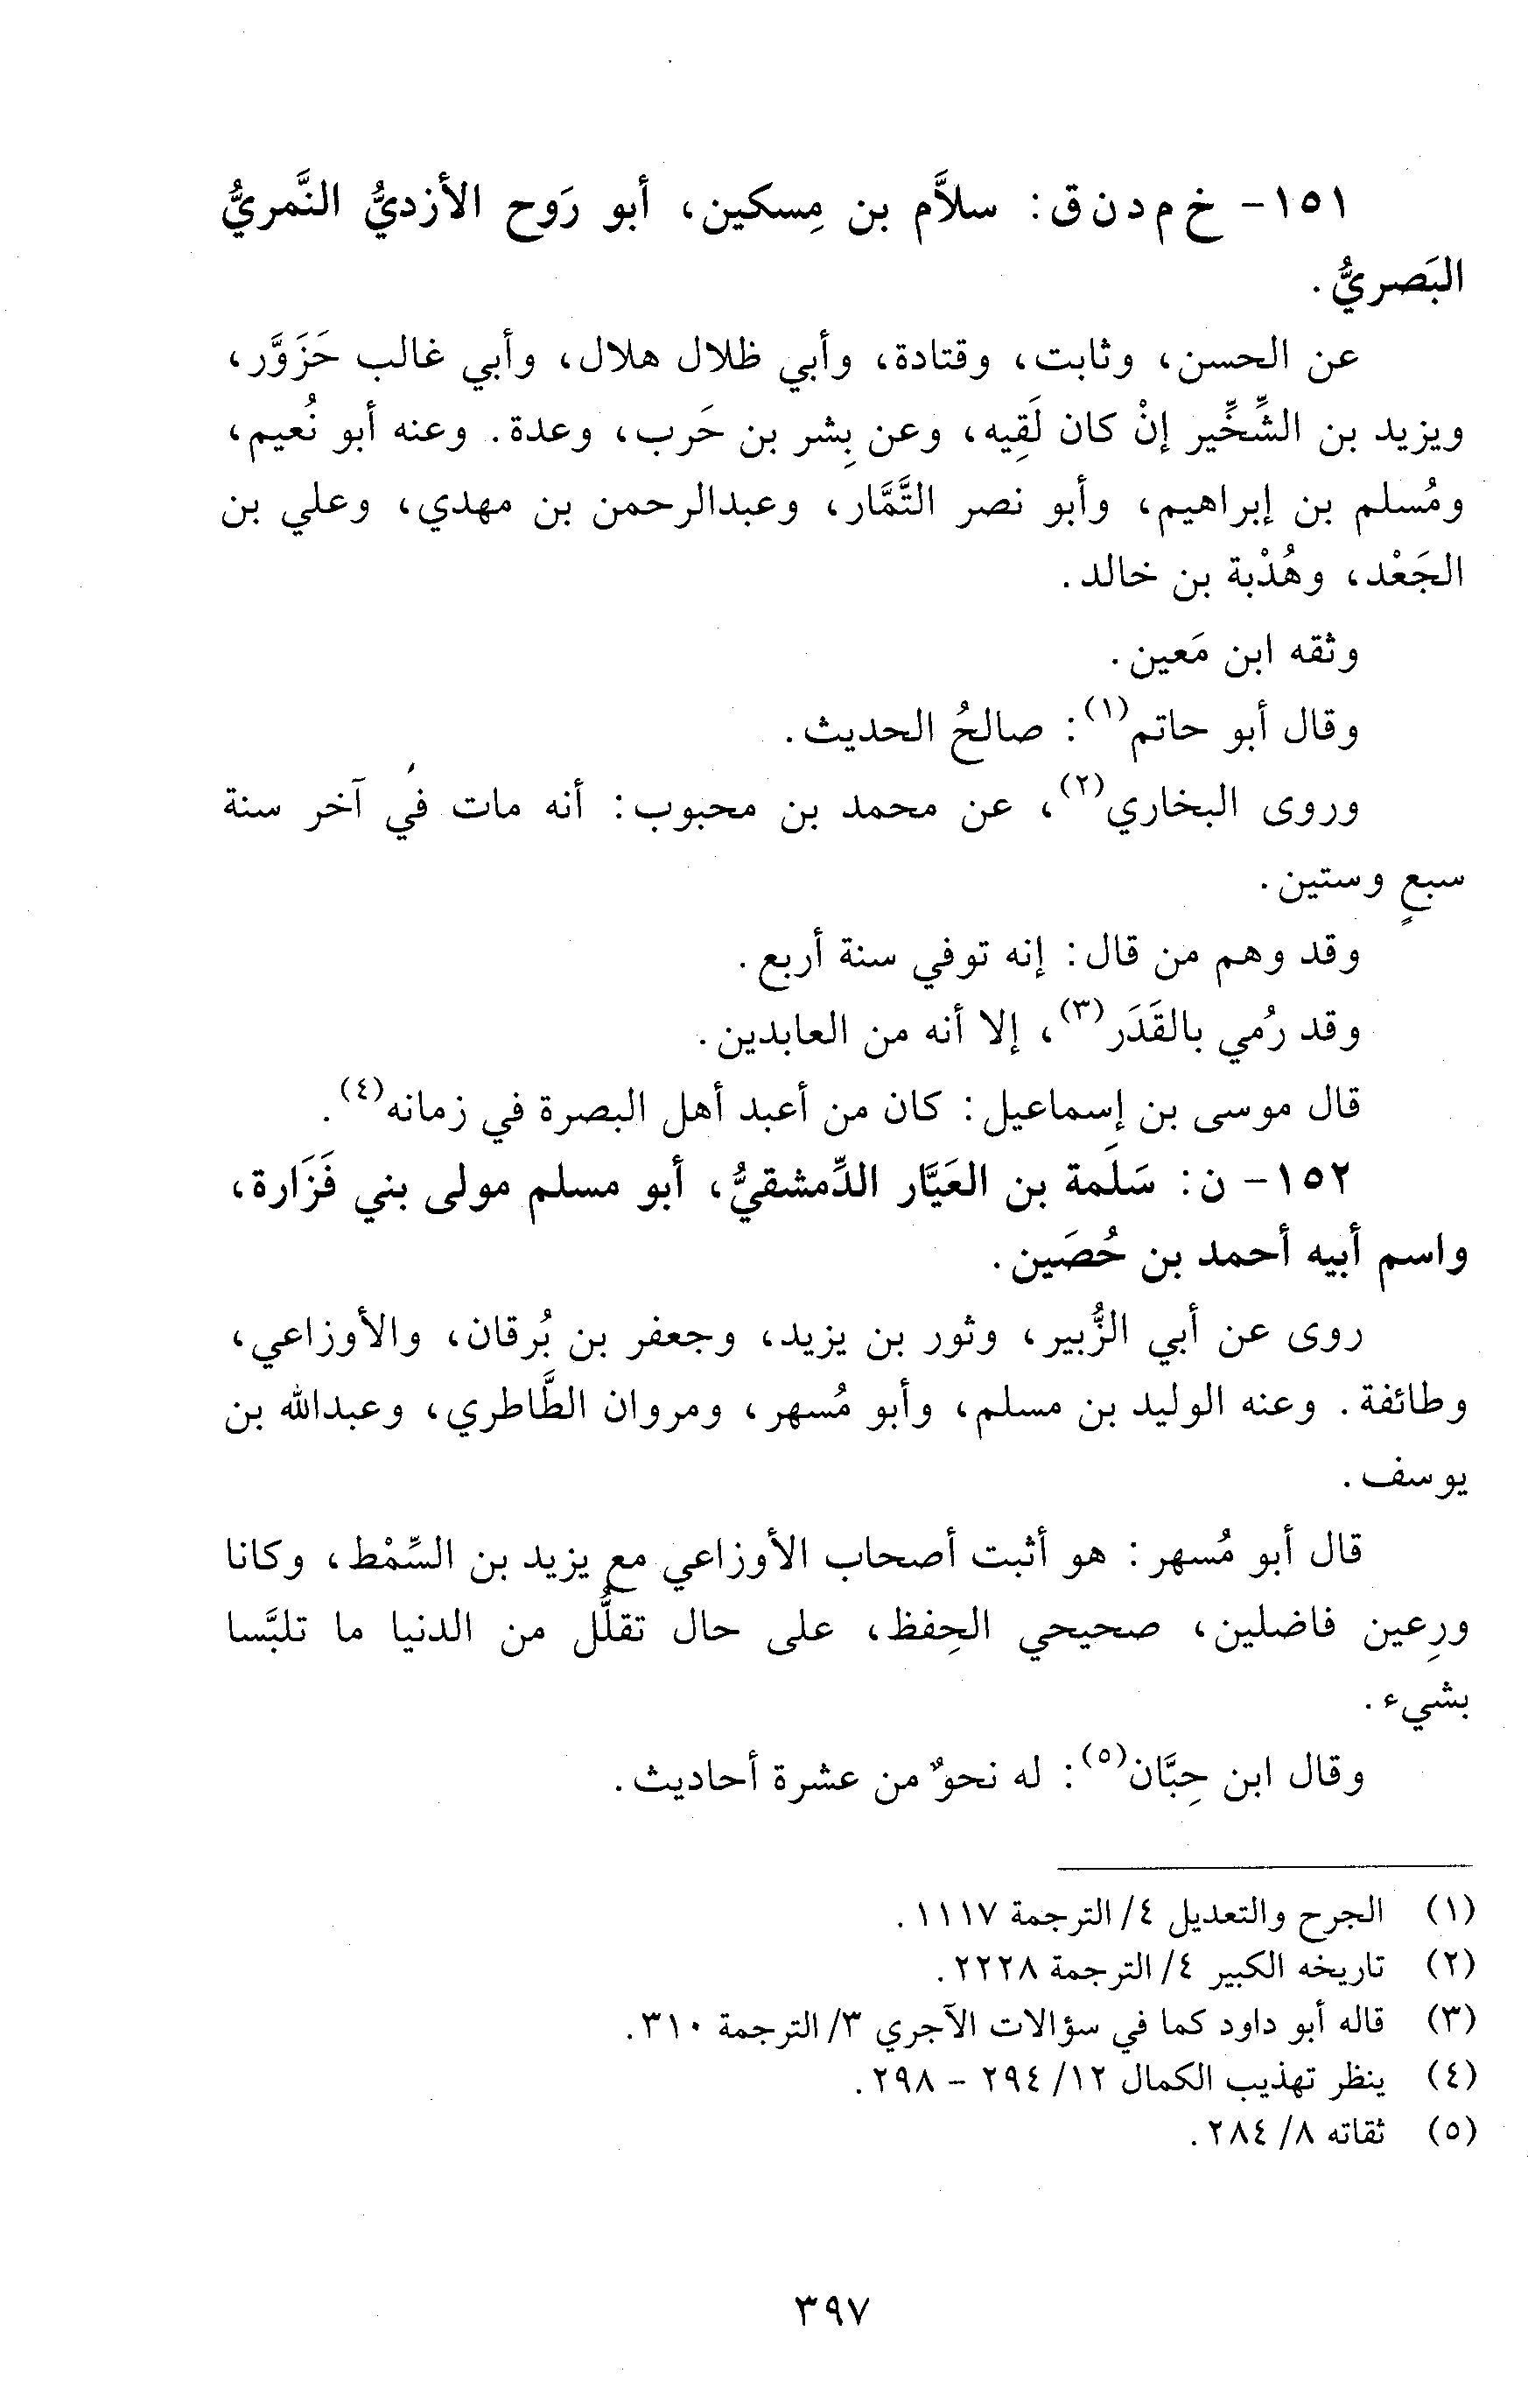 ١٥١- خ م د ن ق: سلاَّم بن مِسكين، أبو رَوح الأزديُّ النَّمريُّ
البَصريُّ.
عن الحسن، وثابت، وقتادة، وأبي ظلال هلال، وأبي غالب حَزَوَّر،
ويزيد بن الشِّخِّير إنْ كان لَقِيه، وعن بِشر بن حَرب، وعدة. وعنه أبو نُعيم،
ومُسلم بن إبراهيم، وأبو نصر التَّمَّار، وعبدالرحمن بن مهدي، وعلي بن
الجَعْد، وهُدْبة بن خالد.
وثقه ابن مَعين.
وقال أبو حاتم(١): صالحُ الحديث.
وروى البخاري(٢)، عن محمد بن محبوب: أنه مات في آخر سنة
سبعٍ وستين.
وقد وهم من قال: إنه توفي سنة أربع.
وقد رُمي بالقَدَر(٣)، إلا أنه من العابدين.
قال موسى بن إسماعيل: كان من أعبد أهل البصرة في زمانه(٤).
١٥٢- ن: سَلَمة بن العَيَّار الدِّمشقيُّ، أبو مسلم مولى بني فَزَارة،
واسم أبيه أحمد بن حُصَين.
روى عن أبي الزُّبير، وثور بن يزيد، وجعفر بن بُرقان، والأوزاعي،
وطائفة. وعنه الوليد بن مسلم، وأبو مُسهر، ومروان الطَّاطري، وعبدالله بن
يوسف.
قال أبو مُسهر: هو أثبت أصحاب الأوزاعي مع يزيد بن السِّمْط، وكانا
ورِعين فاضلين، صحيحي الحِفظ، على حال تقلُّل من الدنيا ما تلبَّسا
بشيء.
وقال ابن حِبَّان(٥): له نحوٌ من عشرة أحاديث.
(١) الجرح والتعديل ٤/ الترجمة ١١١٧.
(٢) تاريخه الكبير ٤/ الترجمة ٢٢٢٨.
(٣) قاله أبو داود كما في سؤالات الآجري ٣/ الترجمة ٣١٠.
(٤) ينظر تهذيب الكمال ١٢/ ٢٩٤ - ٢٩٨.
(٥) ثقاته ٨/ ٢٨٤.
٣٩٧